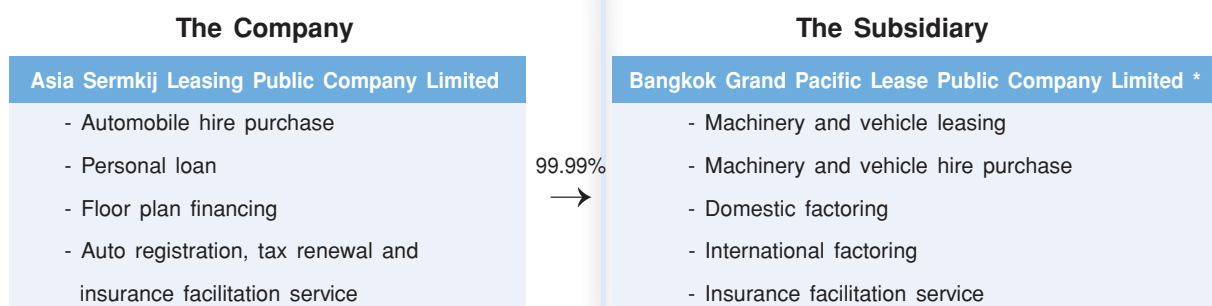 The Company
Asia Sermkij Leasing Public Company Limited
- Automobile hire purchase
- Personal loan
- Floor plan financing
- Auto registration, tax renewal and
insurance facilitation service
99.99%
→
The Subsidiary
Bangkok Grand Pacific Lease Public Company Limited *
- Machinery and vehicle leasing
- Machinery and vehicle hire purchase
- Domestic factoring
- International factoring
- Insurance facilitation service